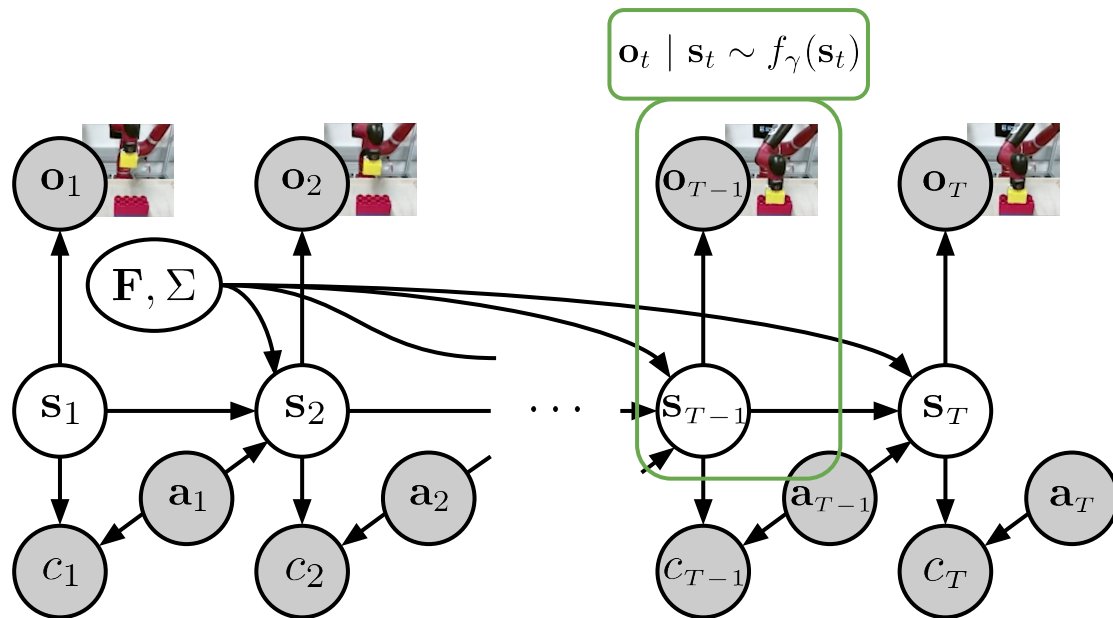 𝐨_t | 𝐬_t ∼ f_γ(𝐬_t)
𝐨_1 𝐨_2 𝐨_{T−1} 𝐨_T
𝐅, Σ
𝐬_1 𝐬_2 ··· 𝐬_{T−1} 𝐬_T
𝐚_1 𝐚_2 𝐚_{T−1} 𝐚_T
c_1 c_2 c_{T−1} c_T